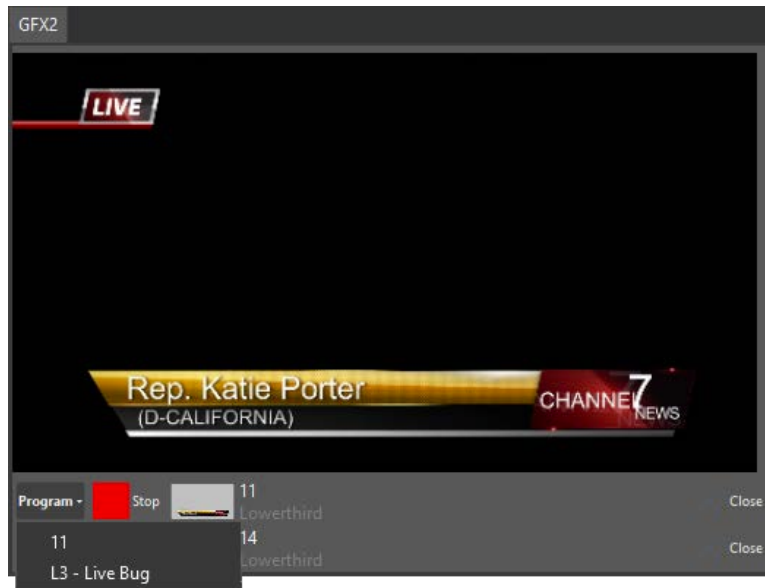 GFX2
LIVE
Rep. Katie Porter
(D-CALIFORNIA)
CHANNEL 7
NEWS
Program
Stop
11
Lowerthird
Close
11
14
Lowerthird
Close
L3 - Live Bug